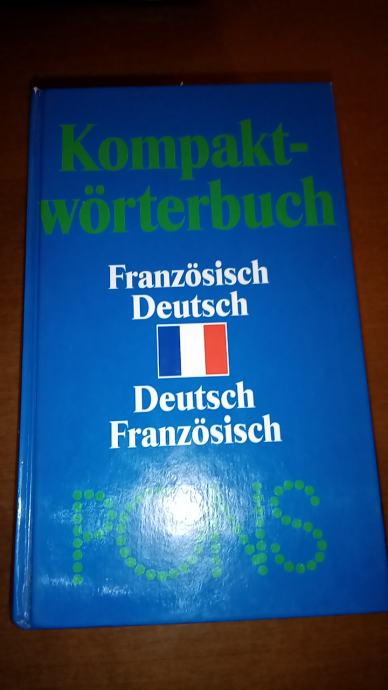 Kompakt-
wörterbuch
Französisch
Deutsch
Deutsch
Französisch
PONS